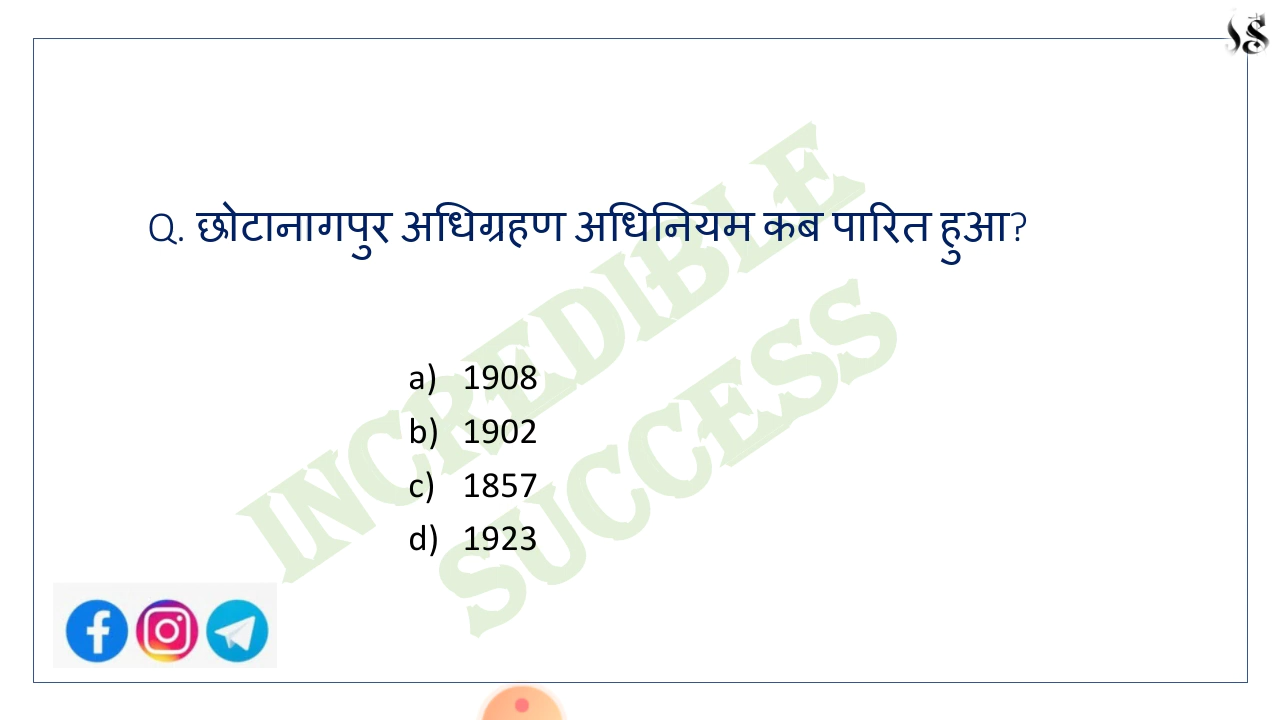 Q. छोटानागपुर अधिग्रहण अधिनियम कब पारित हुआ?
a) 1908
b) 1902
c) 1857
d) 1923
INCREDIBLE
SUCCESS